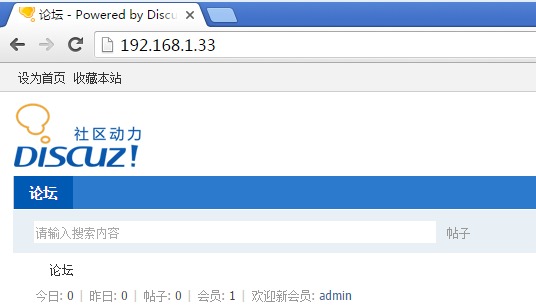 论坛 - Powered by Discu
192.168.1.33
设为首页 收藏本站
社区动力
DISCUZ!
论坛
请输入搜索内容 帖子
论坛
今日: 0 | 昨日: 0 | 帖子: 0 | 会员: 1 | 欢迎新会员: admin